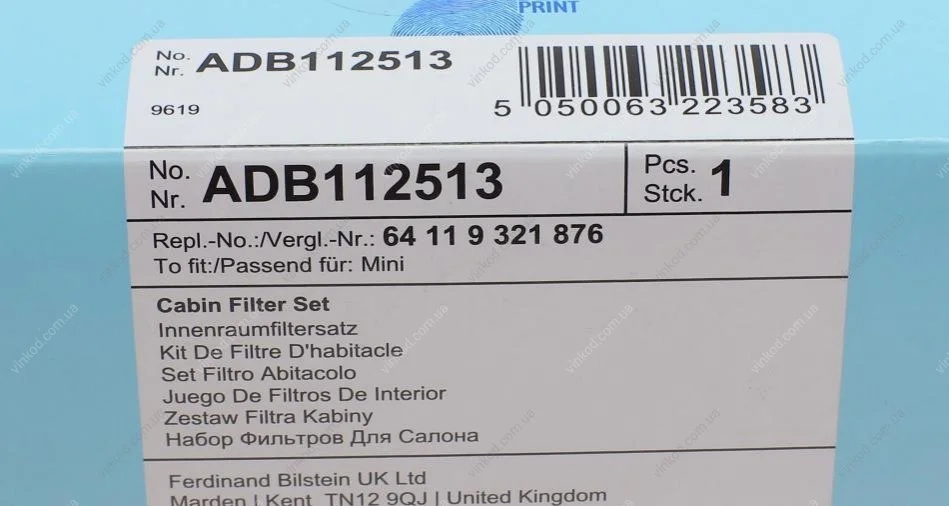 PRINT
No.
Nr. ADB112513
9619
5 050063 223583
No.
Nr. ADB112513
Pcs.
Stck. 1
Repl.-No.:/Vergl.-Nr.: 64 11 9 321 876
To fit:/Passend für: Mini
Cabin Filter Set
Innenraumfiltersatz
Kit De Filtre D'habitacle
Set Filtro Abitacolo
Juego De Filtros De Interior
Zestaw Filtra Kabiny
Набор Фильтров Для Салона
Ferdinand Bilstein UK Ltd
Marden | Kent TN12 9QJ | United Kingdom
vinkod.com.ua